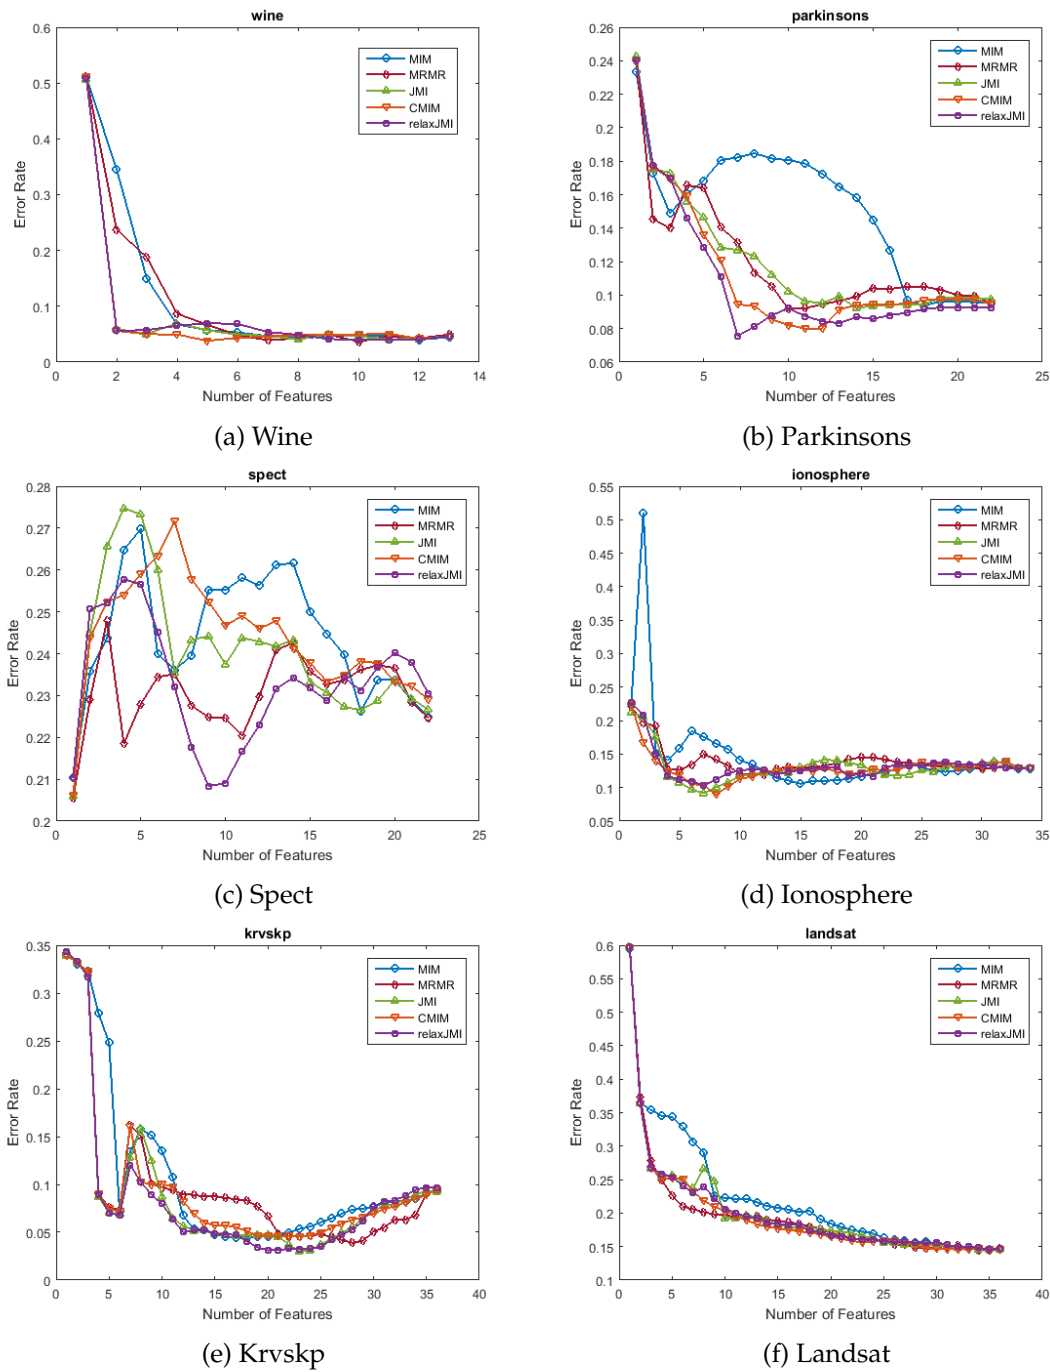 wine
0.6
0.5
0.4
0.3
0.2
0.1
0
Error Rate
MIM
MRMR
JMI
CMIM
relaxJMI
0 2 4 6 8 10 12 14
Number of Features
(a) Wine
parkinsons
0.26
0.24
0.22
0.2
0.18
0.16
0.14
0.12
0.1
0.08
0.06
Error Rate
MIM
MRMR
JMI
CMIM
relaxJMI
0 5 10 15 20 25
Number of Features
(b) Parkinsons
spect
0.28
0.27
0.26
0.25
0.24
0.23
0.22
0.21
0.2
Error Rate
MIM
MRMR
JMI
CMIM
relaxJMI
0 5 10 15 20 25
Number of Features
(c) Spect
ionosphere
0.55
0.5
0.45
0.4
0.35
0.3
0.25
0.2
0.15
0.1
0.05
Error Rate
MIM
MRMR
JMI
CMIM
relaxJMI
0 5 10 15 20 25 30 35
Number of Features
(d) Ionosphere
krvskp
0.35
0.3
0.25
0.2
0.15
0.1
0.05
0
Error Rate
MIM
MRMR
JMI
CMIM
relaxJMI
0 5 10 15 20 25 30 35 40
Number of Features
(e) Krvskp
landsat
0.6
0.55
0.5
0.45
0.4
0.35
0.3
0.25
0.2
0.15
0.1
Error Rate
MIM
MRMR
JMI
CMIM
relaxJMI
0 5 10 15 20 25 30 35 40
Number of Features
(f) Landsat